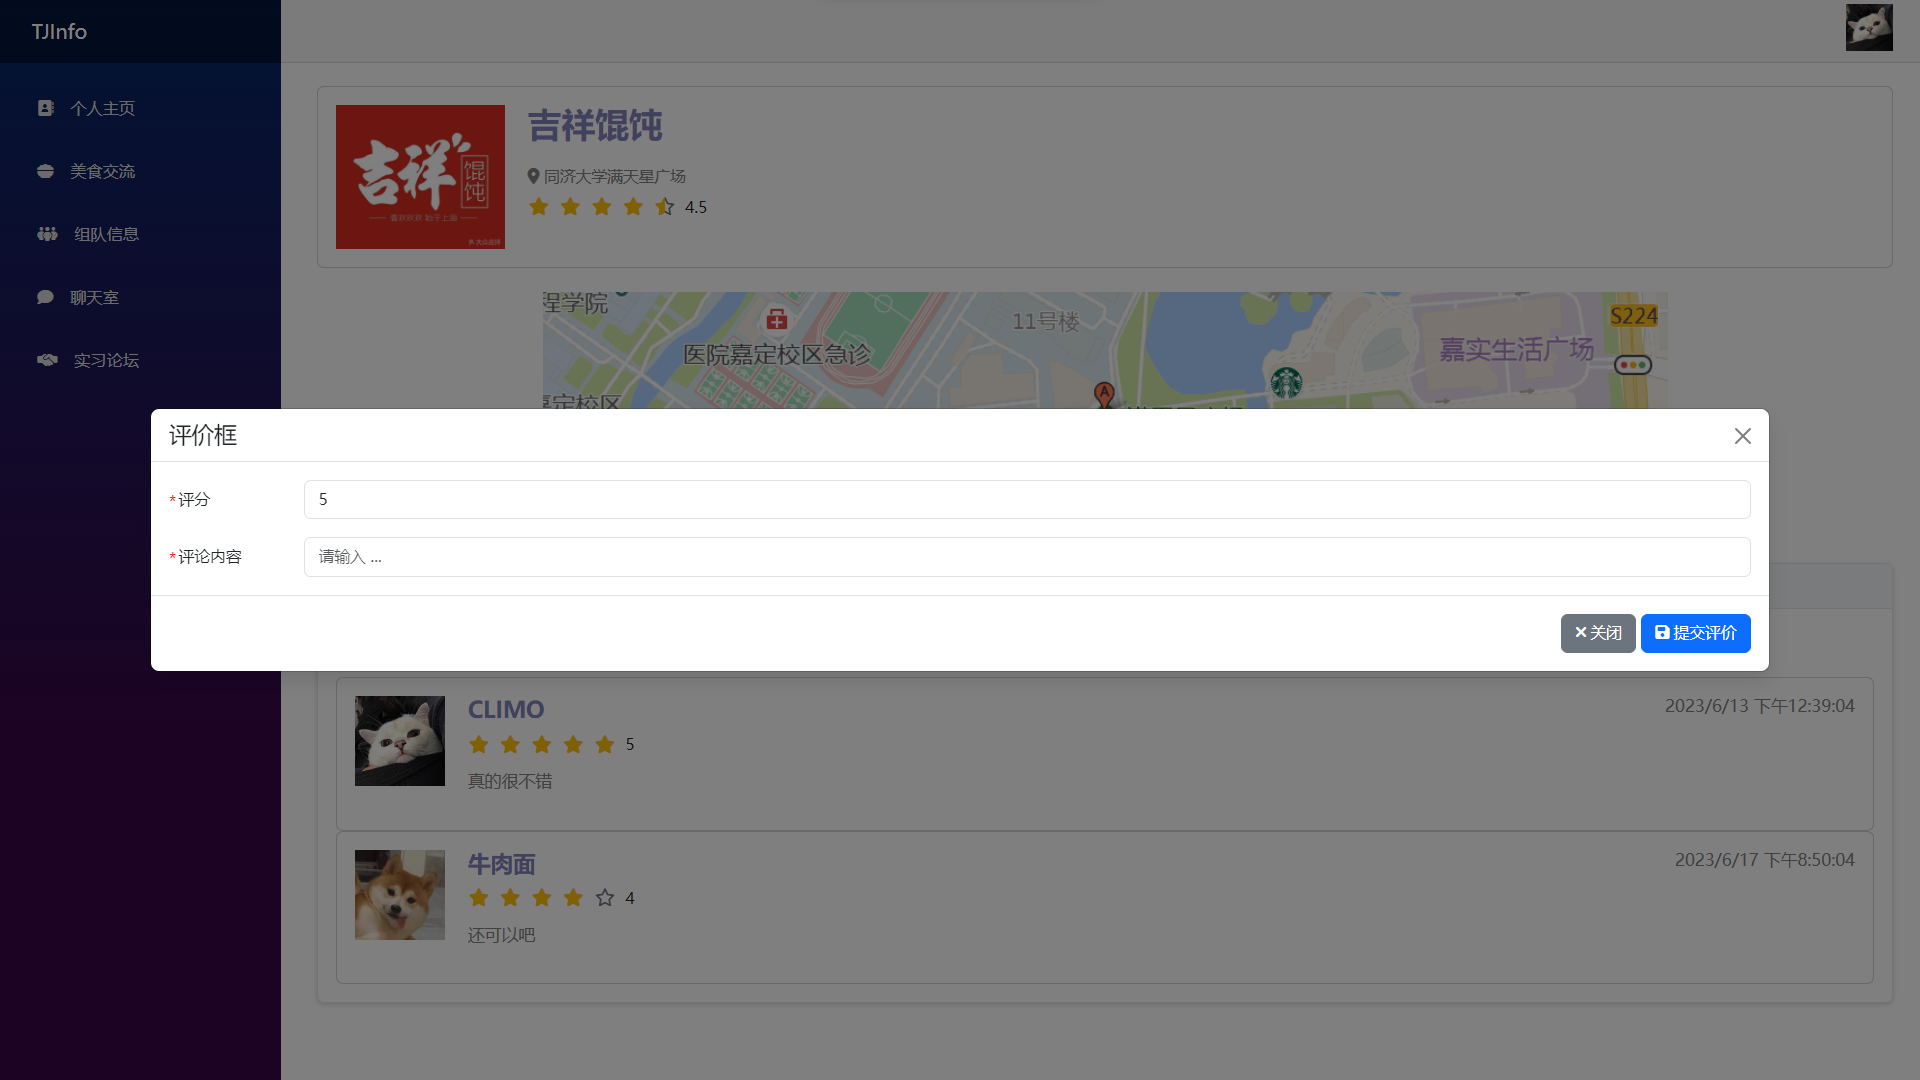 TJInfo
个人主页
美食交流
组队信息
聊天室
实习论坛
吉祥
馄饨
吉祥馄饨
同济大学满天星广场
4.5
程学院
11号楼
S224
医院嘉定校区急诊
嘉实生活广场
嘉定校区
A
评价框
*评分
5
*评论内容
请输入 ...
关闭
提交评价
CLIMO
2023/6/13 下午12:39:04
5
真的很不错
牛肉面
2023/6/17 下午8:50:04
4
还可以吧